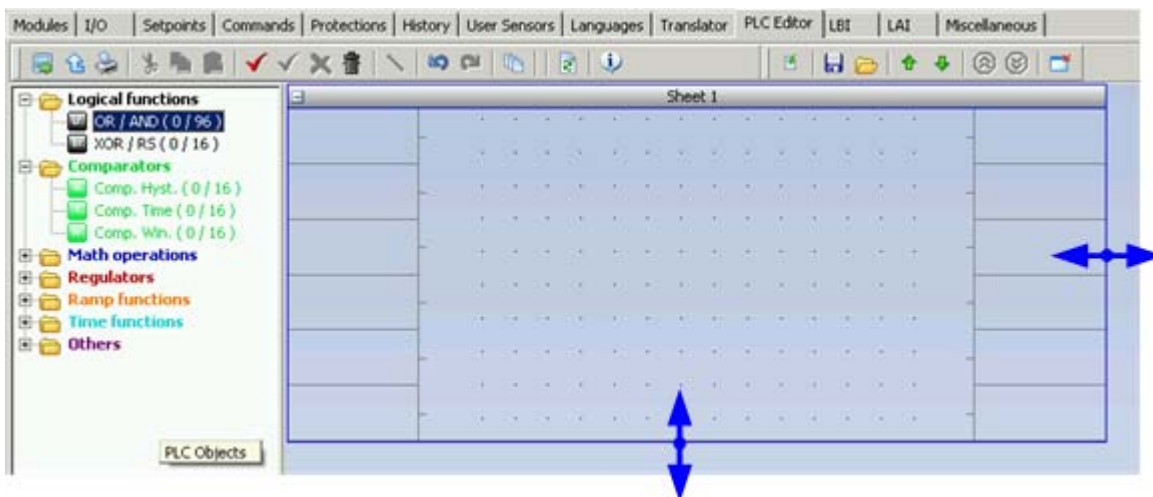 Modules I/O Setpoints Commands Protections History User Sensors Languages Translator PLC Editor LBI LAI Miscellaneous
Sheet 1
Logical functions
OR / AND ( 0 / 96 )
XOR / RS ( 0 / 16 )
Comparators
Comp. Hyst. ( 0 / 16 )
Comp. Time ( 0 / 16 )
Comp. Win. ( 0 / 16 )
Math operations
Regulators
Ramp functions
Time functions
Others
PLC Objects